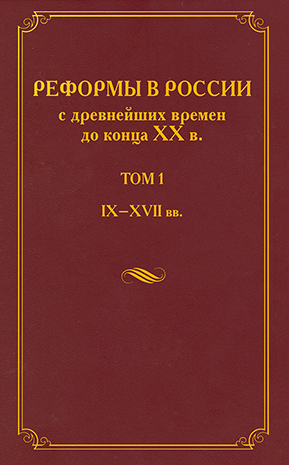 РЕФОРМЫ В РОССИИ
с древнейших времен
до конца XX в.
ТОМ 1
IX–XVII вв.